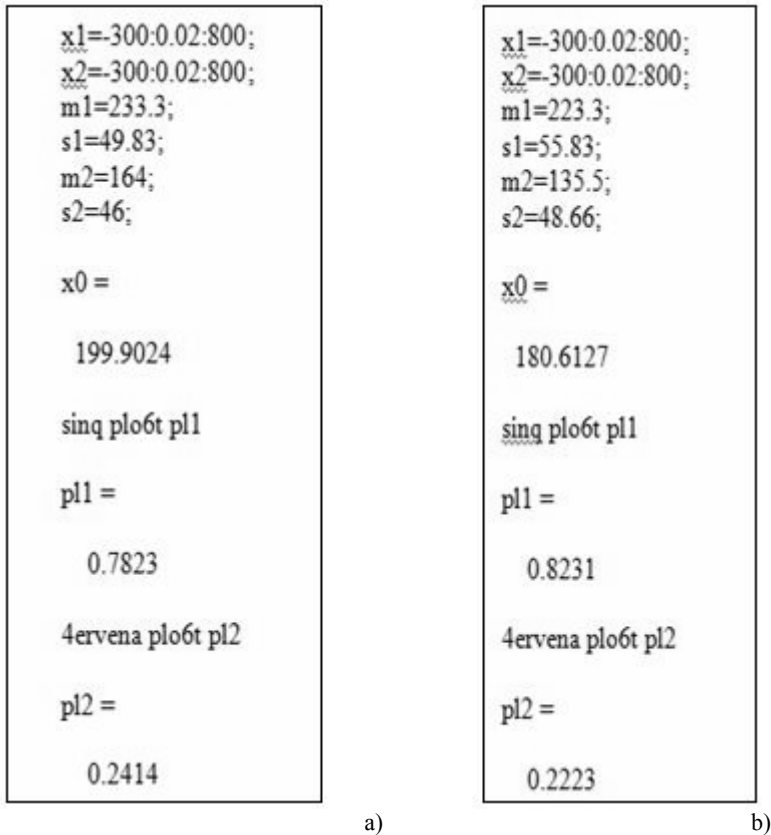 x1=-300:0.02:800;
x2=-300:0.02:800;
m1=233.3;
s1=49.83;
m2=164;
s2=46;
x0 =
199.9024
sinq plo6t pl1
pl1 =
0.7823
4ervena plo6t pl2
pl2 =
0.2414
a)
x1=-300:0.02:800;
x2=-300:0.02:800;
m1=223.3;
s1=55.83;
m2=135.5;
s2=48.66;
x0 =
180.6127
sinq plo6t pl1
pl1 =
0.8231
4ervena plo6t pl2
pl2 =
0.2223
b)